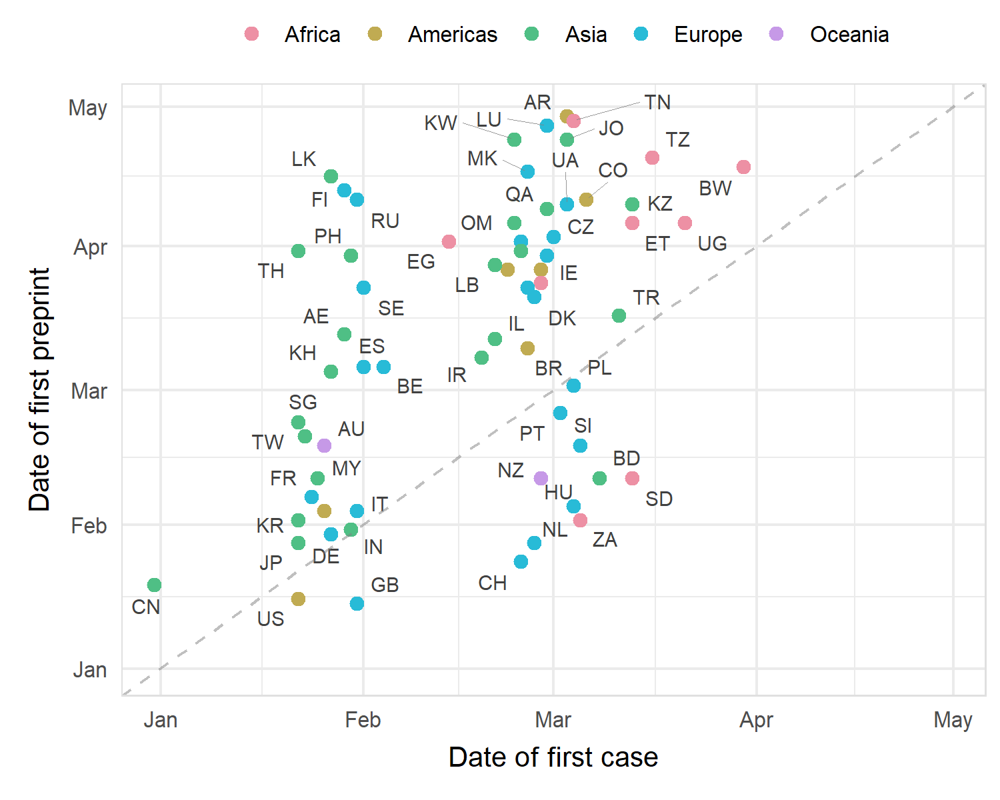 Africa Americas Asia Europe Oceania
May
Apr
Mar
Feb
Jan
Date of first preprint
AR
TN
KW
LU
JO
TZ
LK
MK
UA
CO
BW
FI
QA
KZ
RU
OM
CZ
PH
ET
UG
EG
TH
IE
LB
TR
SE
AE
DK
IL
ES
KH
BR
PL
IR
BE
SG
AU
SI
TW
PT
BD
MY
NZ
FR
HU
SD
IT
KR
NL
ZA
IN
DE
JP
CH
GB
CN
US
Jan Feb Mar Apr May
Date of first case